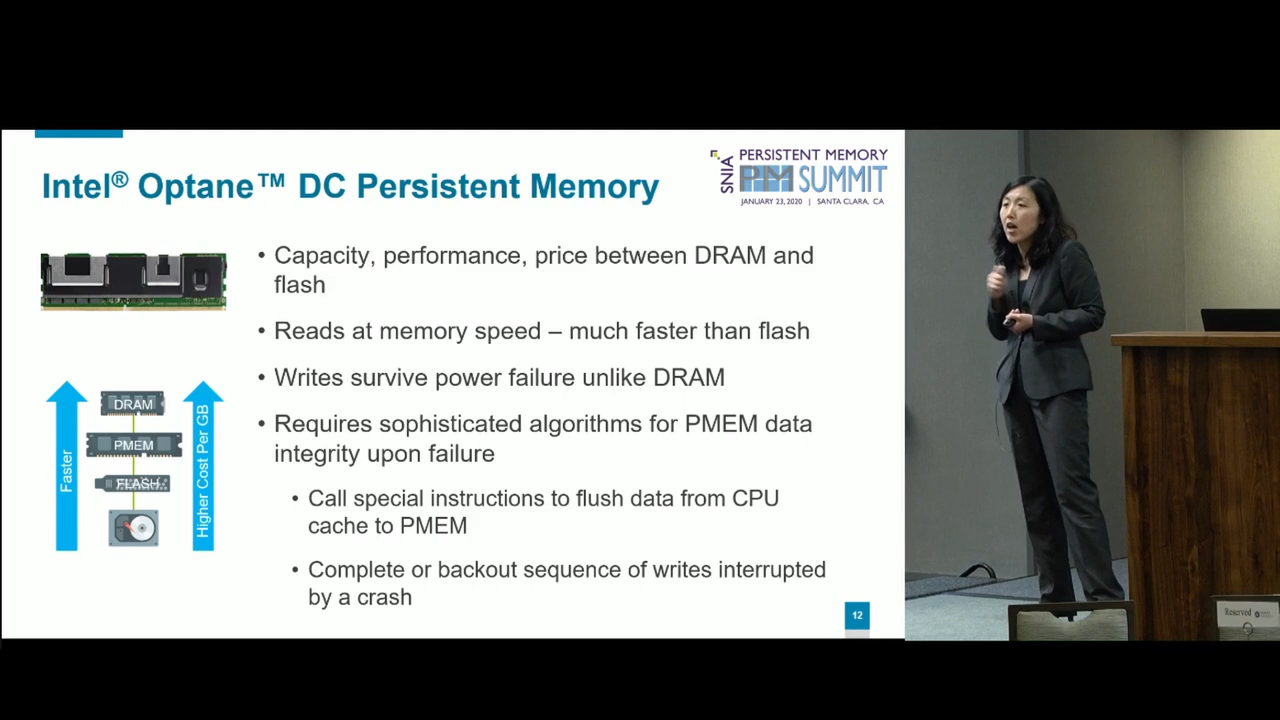 Intel® Optane™ DC Persistent Memory
SNIA
PERSISTENT MEMORY
PM SUMMIT
JANUARY 23, 2020 | SANTA CLARA, CA
• Capacity, performance, price between DRAM and
flash
• Reads at memory speed – much faster than flash
• Writes survive power failure unlike DRAM
• Requires sophisticated algorithms for PMEM data
integrity upon failure
• Call special instructions to flush data from CPU
cache to PMEM
• Complete or backout sequence of writes interrupted
by a crash
Faster
DRAM
PMEM
FLASH
Higher Cost Per GB
12
Reserved